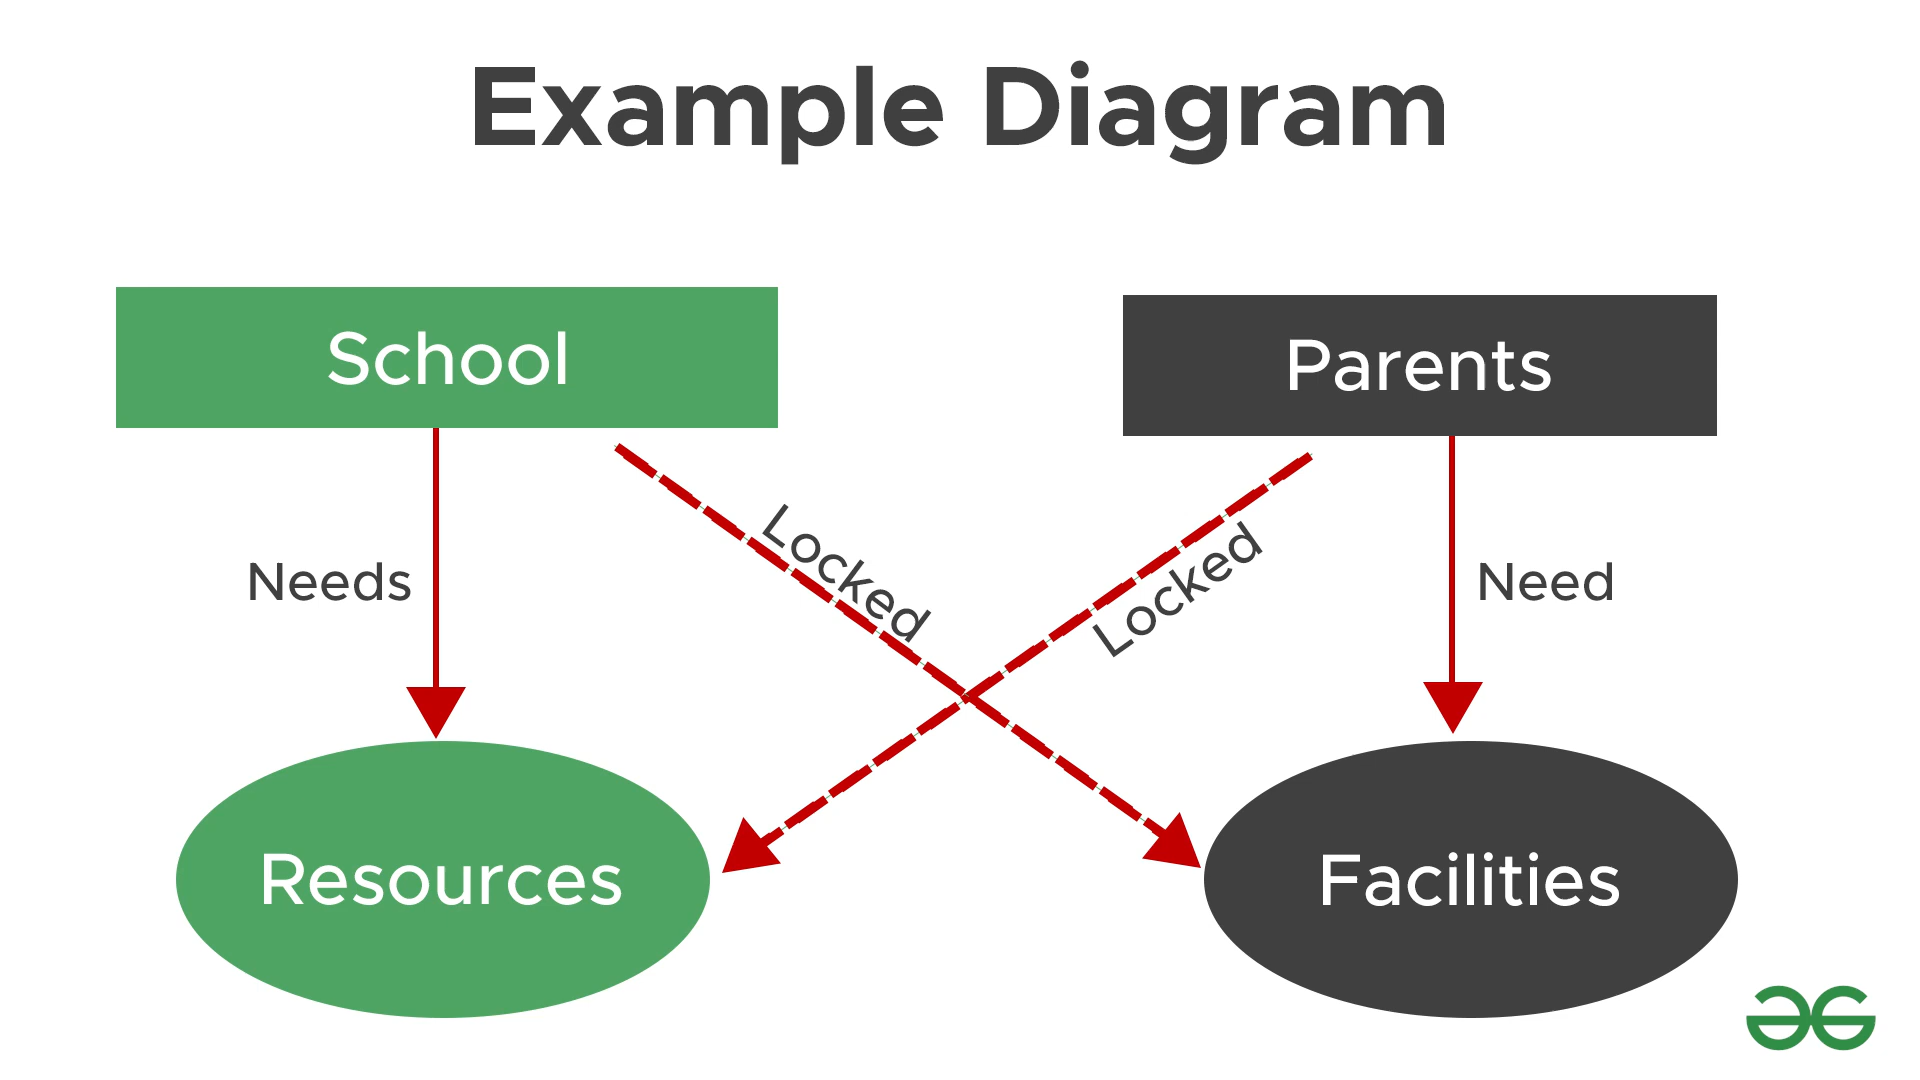 Example Diagram
School
Parents
Needs
Locked
Locked
Need
Resources
Facilities